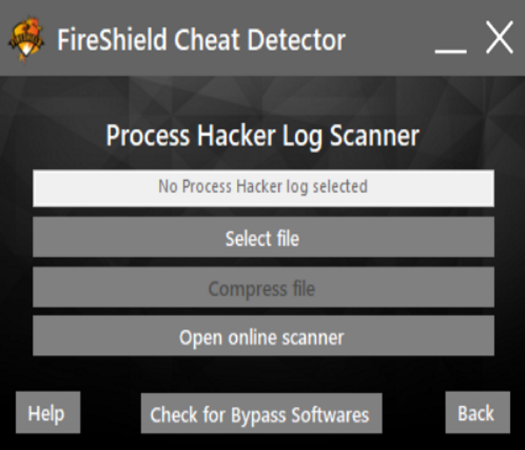 FireShield Cheat Detector
Process Hacker Log Scanner
No Process Hacker log selected
Select file
Compress file
Open online scanner
Help
Check for Bypass Softwares
Back